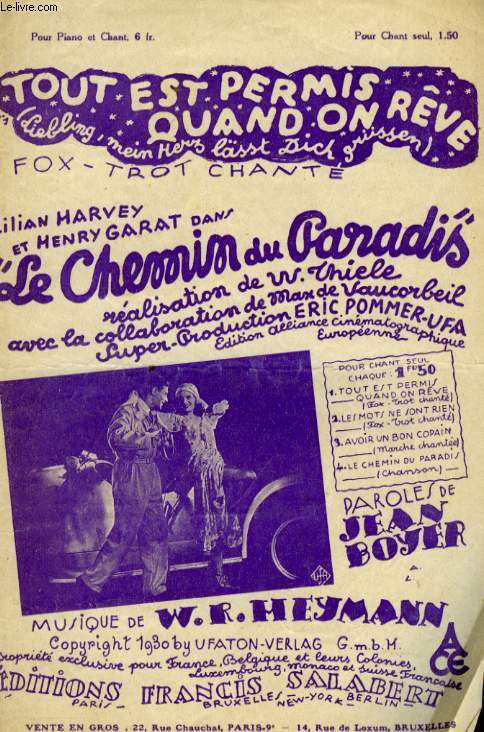 Le-livre.com
Pour Piano et Chant, 6 fr.
Pour Chant seul, 1.50
TOUT EST PERMIS
QUAND ON RÊVE
(Liebling, mein Herz lässt Dich grüssen)
FOX-TROT CHANTÉ
LILIAN HARVEY
ET HENRY GARAT DANS
"Le Chemin du Paradis"
réalisation de W. Thiele
avec la collaboration de Max de Vaucorbeil
Super-Production ERIC POMMER-UFA
Edition Alliance Cinématographique
Européenne
POUR CHANT SEUL
CHAQUE: 1 FR 50
1. TOUT EST PERMIS
QUAND ON RÊVE
(Fox-Trot chanté)
2. LES MOTS NE SONT RIEN
(Fox-Trot chanté)
3. AVOIR UN BON COPAIN
(Marche chantée)
4. LE CHEMIN DU PARADIS
(Chanson)
PAROLES DE
JEAN
BOYER
UFA
MUSIQUE DE W. R. HEYMANN
Copyright 1930 by UFATON-VERLAG G.m.b.H.
ACE
Propriété exclusive pour France, Belgique et leurs Colonies,
Luxembourg, Monaco et Suisse Française
ÉDITIONS FRANCIS SALABERT
PARIS- BRUXELLES- NEW-YORK- BERLIN
VENTE EN GROS, 22, Rue Chauchat, PARIS-9e - 14, Rue de Loxum, BRUXELLES